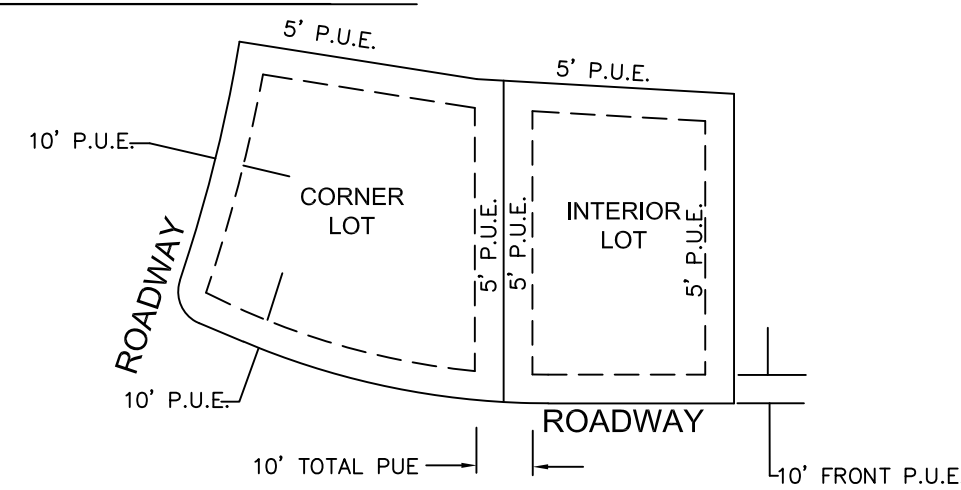 5' P.U.E.
5' P.U.E.
10' P.U.E.
CORNER
LOT
5' P.U.E.
5' P.U.E.
INTERIOR
LOT
5' P.U.E.
ROADWAY
10' P.U.E.
ROADWAY
10' TOTAL PUE
10' FRONT P.U.E